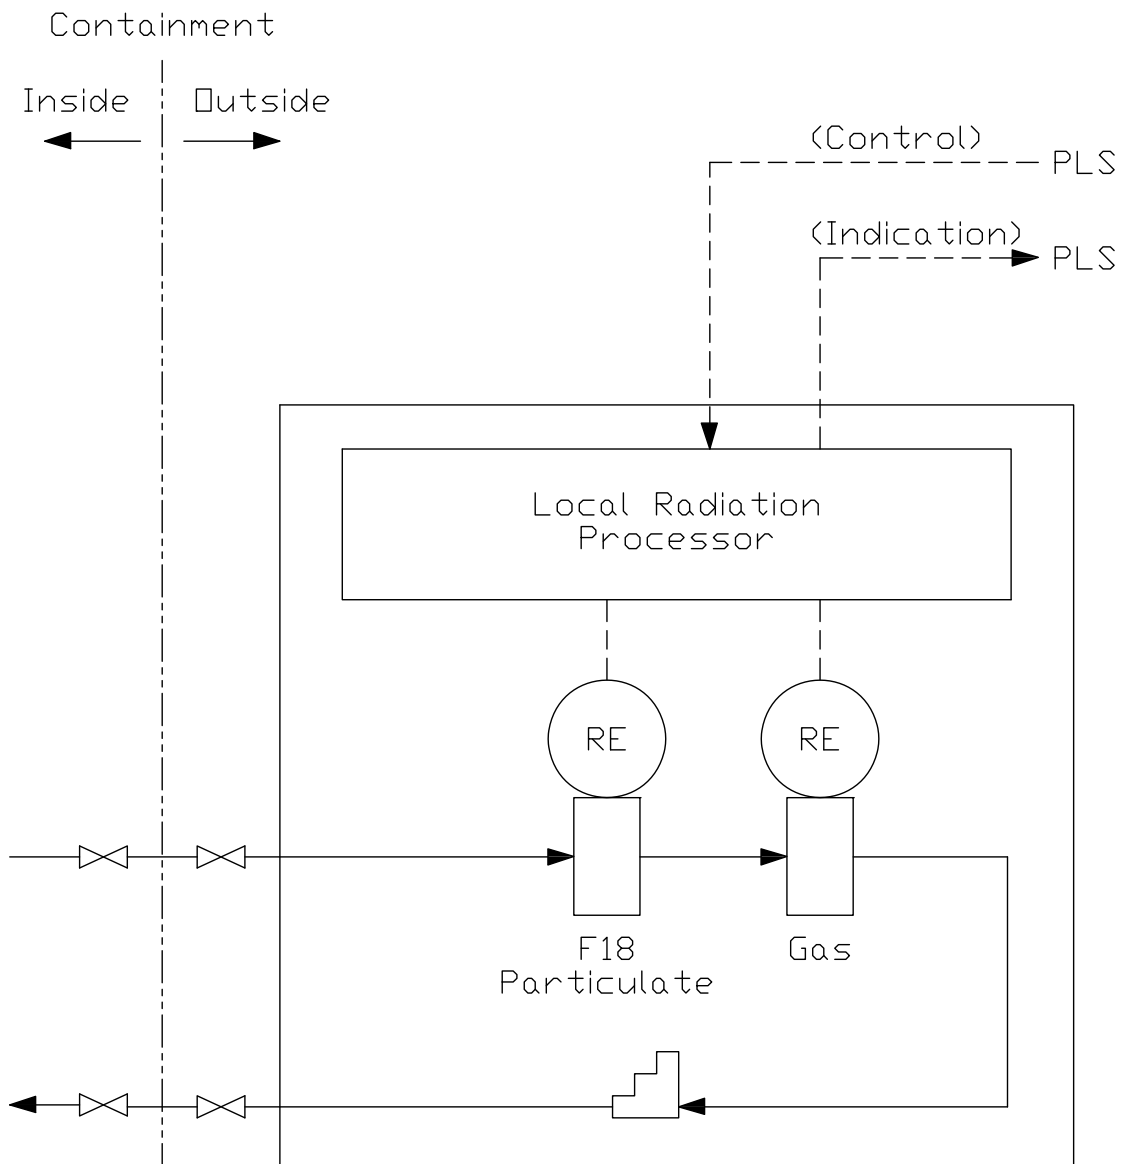 Containment
Inside
Outside
(Control)
PLS
(Indication)
PLS
Local Radiation
Processor
RE
RE
F18
Particulate
Gas